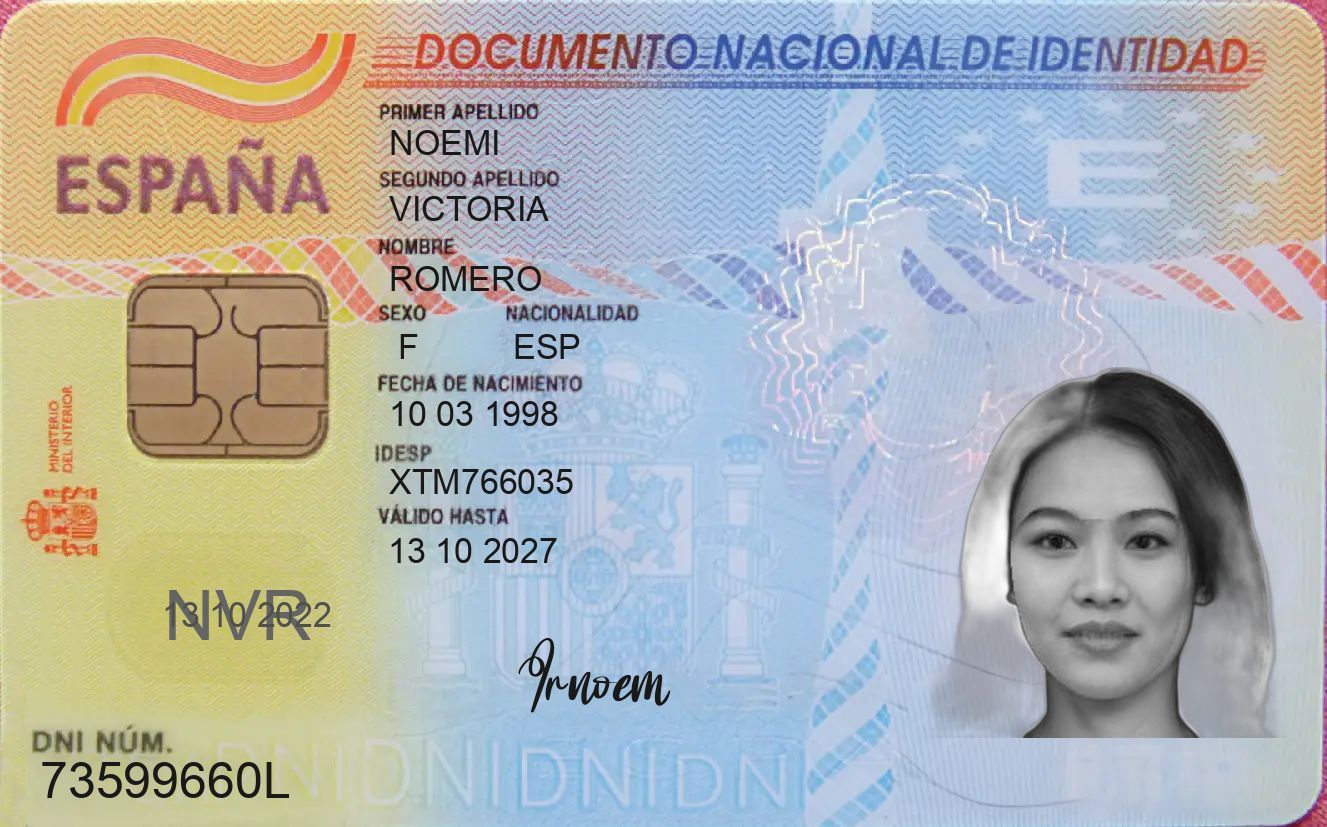 DOCUMENTO NACIONAL DE IDENTIDAD
ESPAÑA
PRIMER APELLIDO
NOEMI
SEGUNDO APELLIDO
VICTORIA
NOMBRE
ROMERO
SEXO NACIONALIDAD
F ESP
FECHA DE NACIMIENTO
10 03 1998
IDESP
XTM766035
VÁLIDO HASTA
13 10 2027
MINISTERIO
DEL INTERIOR
E
NVR
13 10 2022
Irnoem
DNI NÚM.
73599660L
DNIDNIDNIDNI